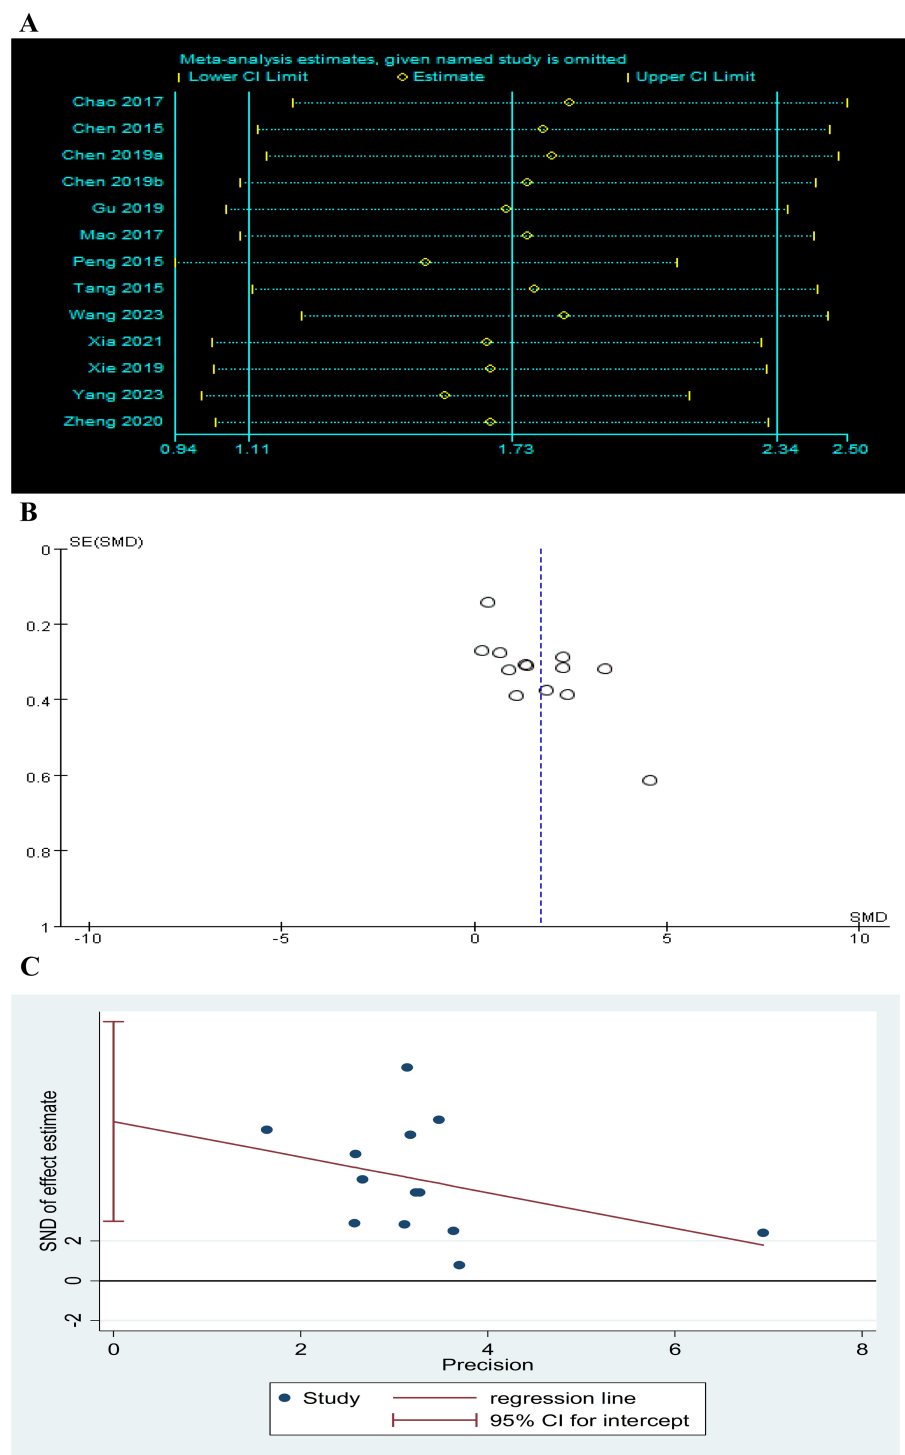 A
Meta-analysis estimates, given named study is omitted
Lower CI Limit Estimate Upper CI Limit
Chao 2017
Chen 2015
Chen 2019a
Chen 2019b
Gu 2019
Mao 2017
Peng 2015
Tang 2015
Wang 2023
Xia 2021
Xie 2019
Yang 2023
Zheng 2020
0.94 1.11 1.73 2.34 2.50
B
SE(SMD)
0
0.2
0.4
0.6
0.8
1
SMD
-10 -5 0 5 10
C
SND of effect estimate
2
0
-2
0 2 4 6 8
Precision
Study regression line
95% CI for intercept